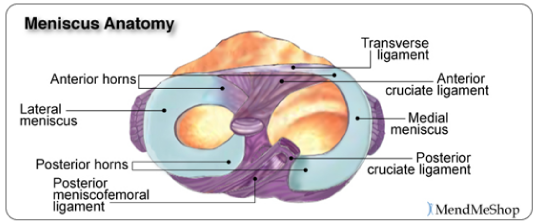 Meniscus Anatomy
Transverse
ligament
Anterior horns
Anterior
cruciate ligament
Lateral
meniscus
Medial
meniscus
Posterior horns
Posterior
cruciate ligament
Posterior
meniscofemoral
ligament
MendMeShop